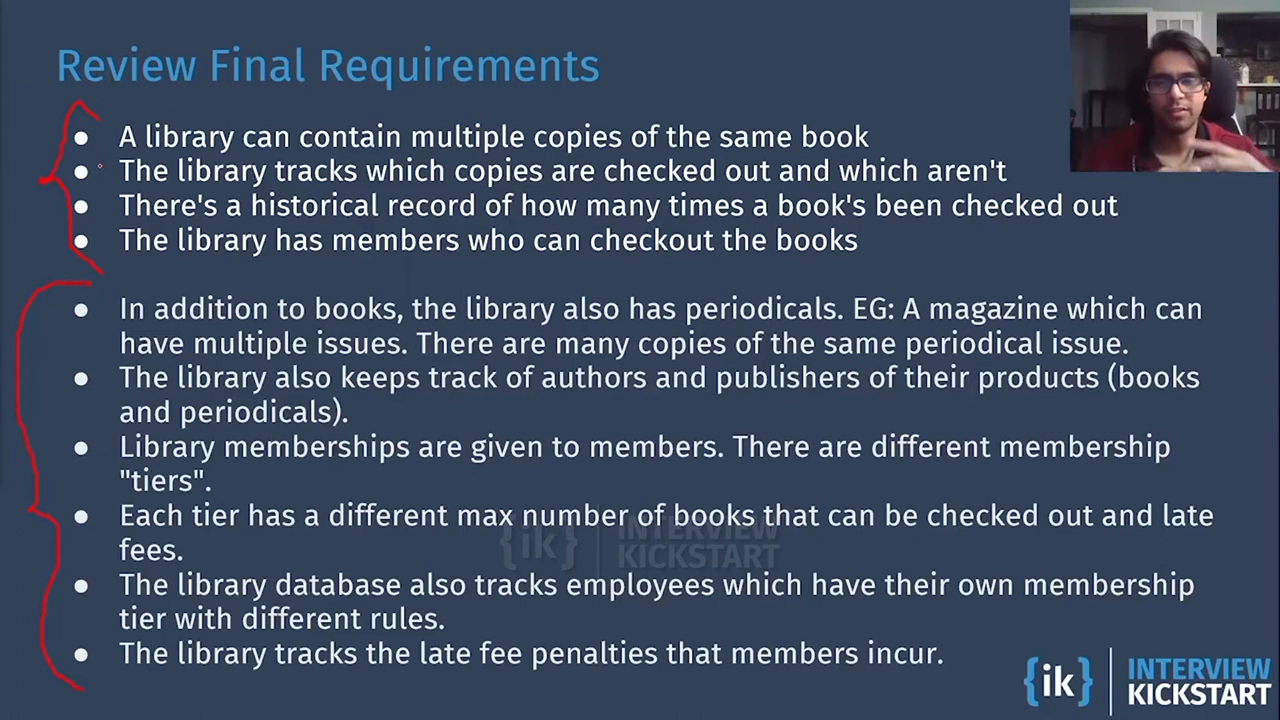 Review Final Requirements
● A library can contain multiple copies of the same book
● The library tracks which copies are checked out and which aren't
● There's a historical record of how many times a book's been checked out
● The library has members who can checkout the books
● In addition to books, the library also has periodicals. EG: A magazine which can
have multiple issues. There are many copies of the same periodical issue.
● The library also keeps track of authors and publishers of their products (books
and periodicals).
● Library memberships are given to members. There are different membership
"tiers".
● Each tier has a different max number of books that can be checked out and late
fees.
{ik} INTERVIEW
KICKSTART
● The library database also tracks employees which have their own membership
tier with different rules.
● The library tracks the late fee penalties that members incur.
{ik} INTERVIEW
KICKSTART